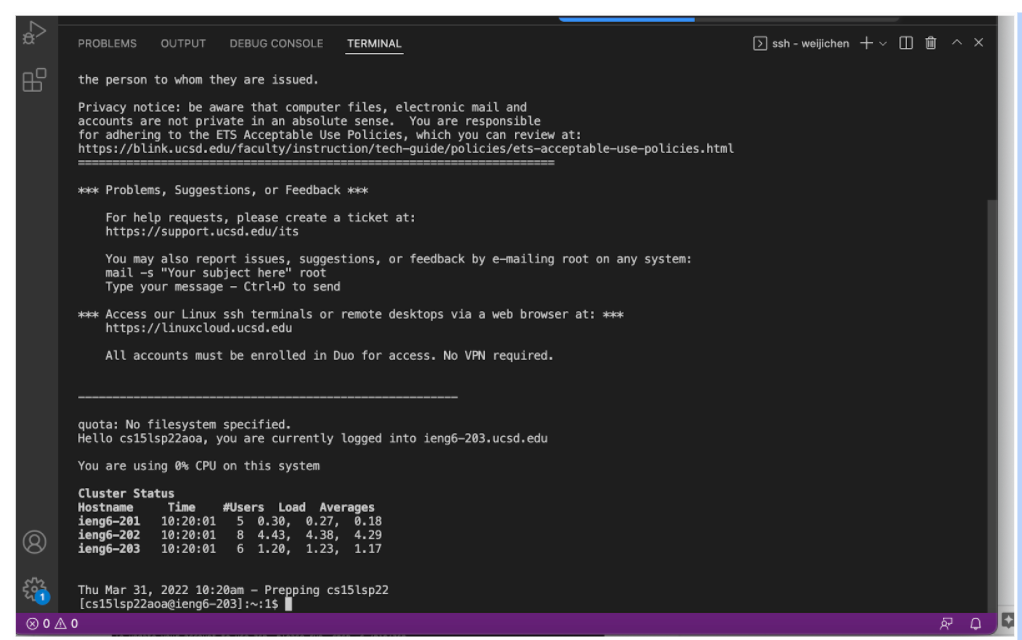 PROBLEMS OUTPUT DEBUG CONSOLE TERMINAL ssh - weijichen
the person to whom they are issued.
Privacy notice: be aware that computer files, electronic mail and
accounts are not private in an absolute sense.  You are responsible
for adhering to the ETS Acceptable Use Policies, which you can review at:
https://blink.ucsd.edu/faculty/instruction/tech-guide/policies/ets-acceptable-use-policies.html
*** Problems, Suggestions, or Feedback ***
For help requests, please create a ticket at:
https://support.ucsd.edu/its
You may also report issues, suggestions, or feedback by e-mailing root on any system:
mail -s "Your subject here" root
Type your message - Ctrl+D to send
*** Access our Linux ssh terminals or remote desktops via a web browser at: ***
https://linuxcloud.ucsd.edu
All accounts must be enrolled in Duo for access. No VPN required.
quota: No filesystem specified.
Hello cs15lsp22aoa, you are currently logged into ieng6-203.ucsd.edu
You are using 0% CPU on this system
Cluster Status
Hostname     Time    #Users  Load  Averages
ieng6-201   10:20:01   5  0.30,  0.27,  0.18
ieng6-202   10:20:01   8  4.43,  4.38,  4.29
ieng6-203   10:20:01   6  1.20,  1.23,  1.17
Thu Mar 31, 2022 10:20am - Prepping cs15lsp22
[cs15lsp22aoa@ieng6-203]:~:1$
1
0 0